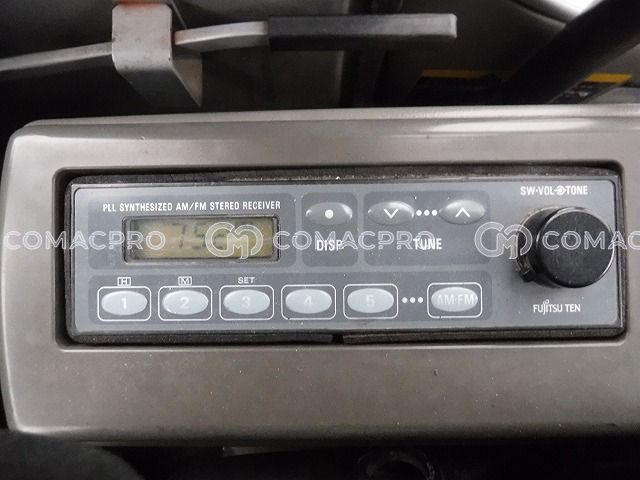 PLL SYNTHESIZED AM/FM STEREO RECEIVER
SW·VOL TONE
DISP
TUNE
H M SET
1 2 3 4 5 AM·FM
FUJITSU TEN
COMACPRO COMACPRO COMACPRO